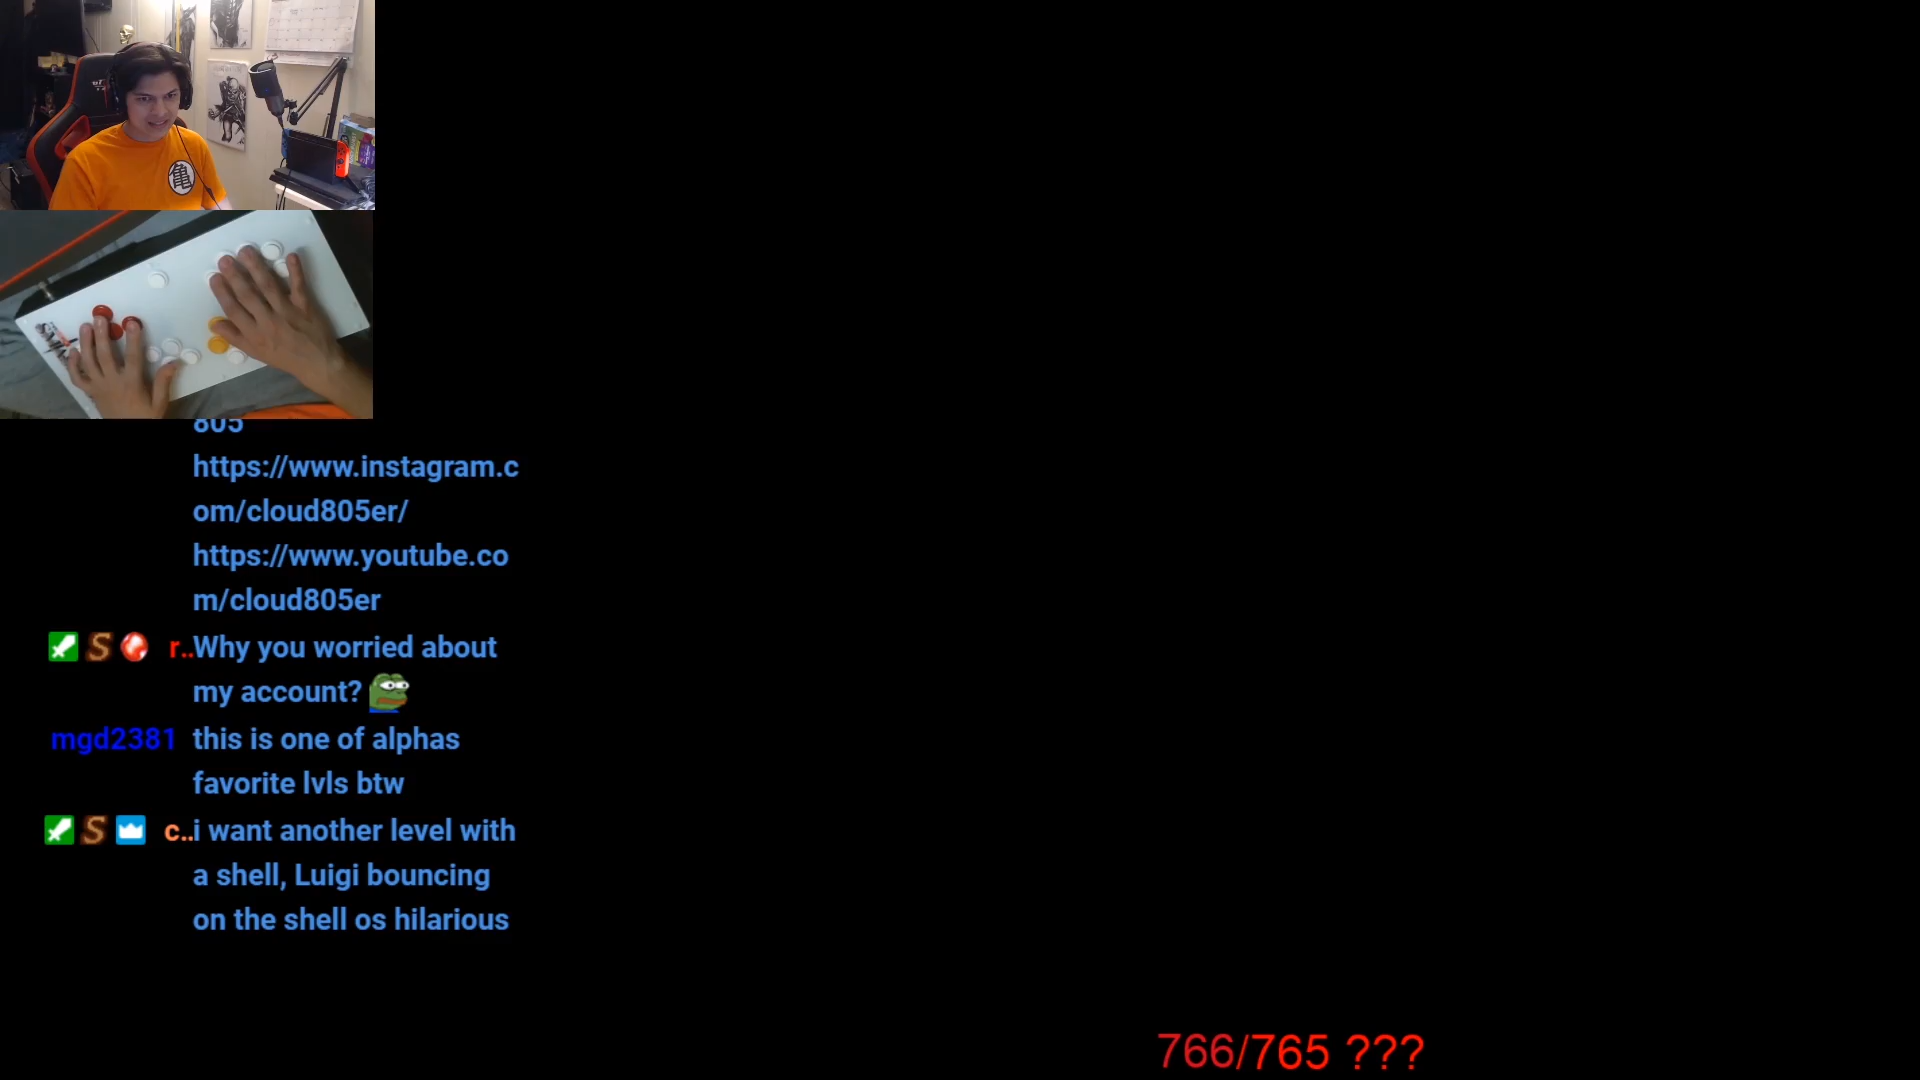 亀
805
https://www.instagram.c
om/cloud805er/
https://www.youtube.co
m/cloud805er
r..Why you worried about
my account?
mgd2381 this is one of alphas
favorite lvls btw
c..i want another level with
a shell, Luigi bouncing
on the shell os hilarious
766/765 ???